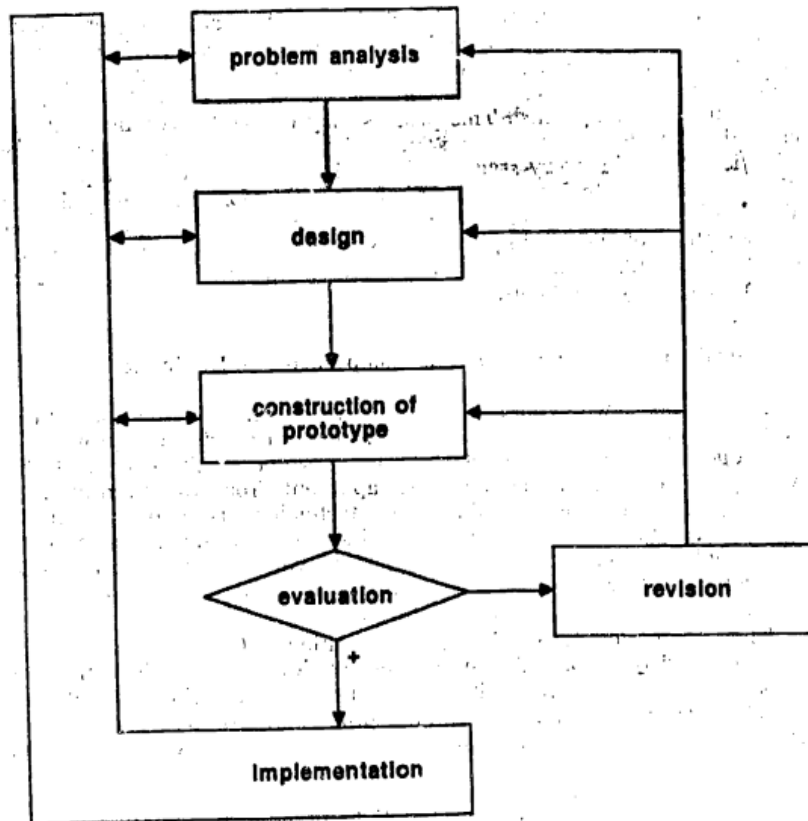 problem analysis
design
construction of
prototype
evaluation
revision
+
implementation